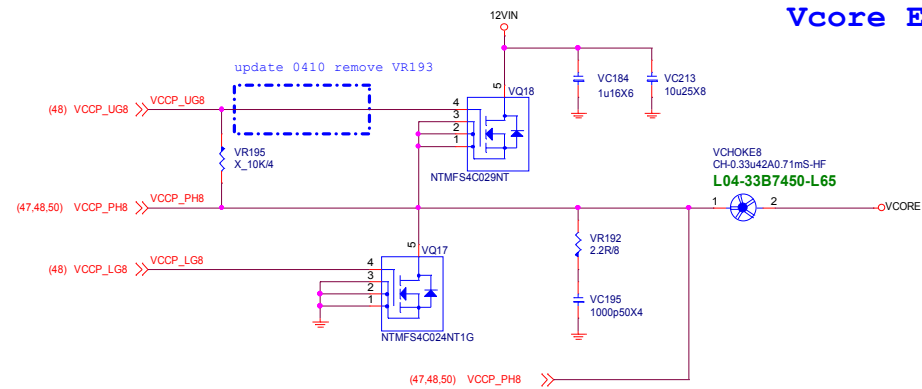 Vcore E
12VIN
update 0410 remove VR193
5
VQ18
VC184
1u16X6
VC213
10u25X8
(48) VCCP_UG8
VCCP_UG8
4
3
2
1
VR195
X_10K/4
NTMFS4C029NT
VCHOKE8
CH-0.33u42A0.71mS-HF
L04-33B7450-L65
(47,48,50) VCCP_PH8
VCCP_PH8
1
2
VCORE
5
VQ17
VR192
2.2R/8
(48) VCCP_LG8
VCCP_LG8
4
3
2
1
VC195
1000p50X4
NTMFS4C024NT1G
(47,48,50) VCCP_PH8